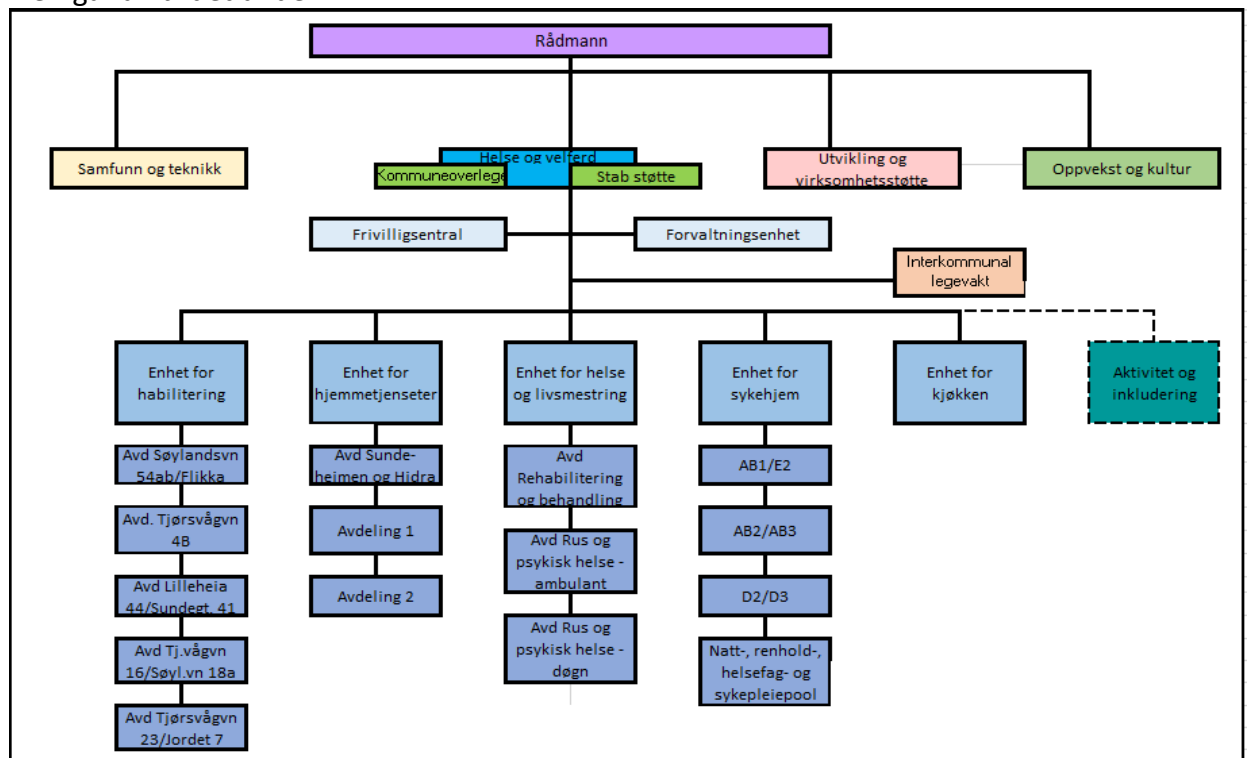 Rådmann
Samfunn og teknikk
Helse og velferd
Kommuneoverlege
Stab støtte
Utvikling og
virksomhetsstøtte
Oppvekst og kultur
Frivilligsentral
Forvaltningsenhet
Interkommunal
legevakt
Enhet for
habilitering
Enhet for
hjemmetjenseter
Enhet for helse
og livsmestring
Enhet for
sykehjem
Enhet for
kjøkken
Aktivitet og
inkludering
Avd Søylandsvn
54ab/Flikka
Avd. Tjørsvågvn
4B
Avd Lilleheia
44/Sundegt. 41
Avd Tj.vågvn
16/Søyl.vn 18a
Avd Tjørsvågvn
23/Jordet 7
Avd Sunde-
heimen og Hidra
Avdeling 1
Avdeling 2
Avd
Rehabilitering
og behandling
Avd Rus og
psykisk helse -
ambulant
Avd Rus og
psykisk helse -
døgn
AB1/E2
AB2/AB3
D2/D3
Natt-, renhold-,
helsefag- og
sykepleiepool